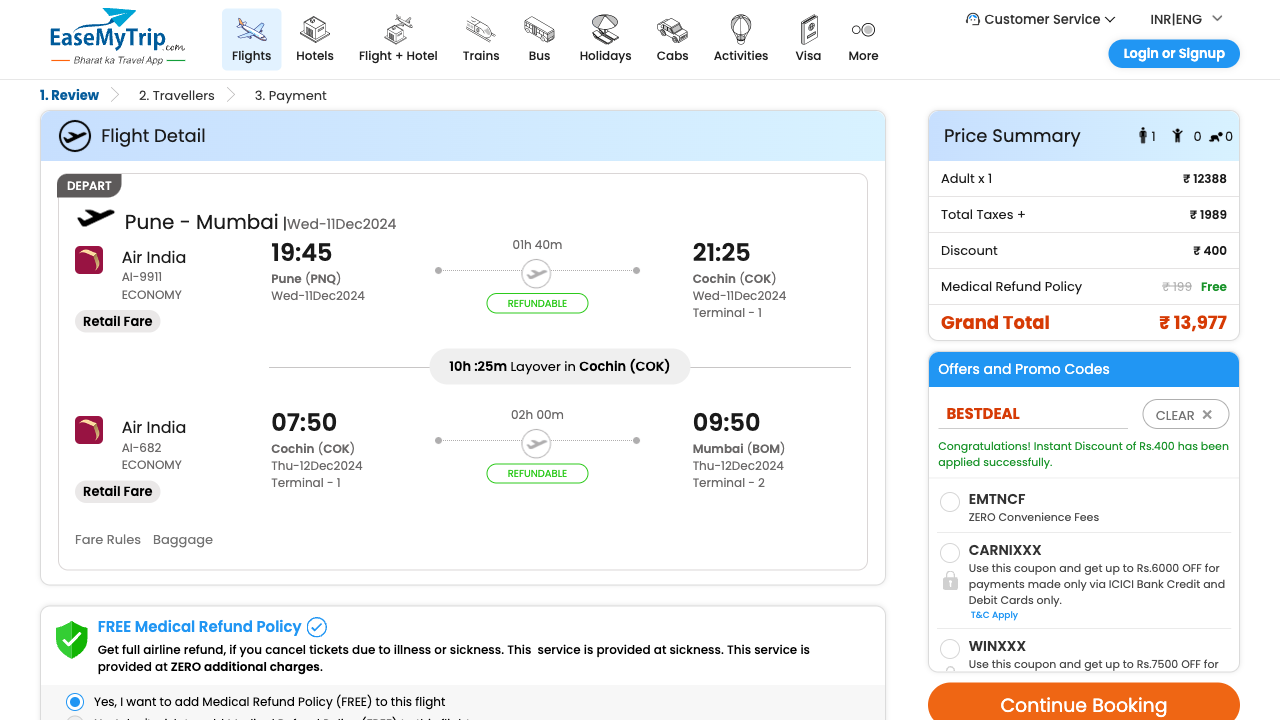 EaseMyTrip.com
Bharat ka Travel App
Flights
Hotels
Flight + Hotel
Trains
Bus
Holidays
Cabs
Activities
Visa
More
Customer Service
INR|ENG
Login or Signup
1. Review
2. Travellers
3. Payment
Flight Detail
DEPART
Pune - Mumbai |Wed-11Dec2024
Air India
AI-9911
ECONOMY
Retail Fare
19:45
Pune (PNQ)
Wed-11Dec2024
01h 40m
REFUNDABLE
21:25
Cochin (COK)
Wed-11Dec2024
Terminal - 1
10h :25m Layover in Cochin (COK)
Air India
AI-682
ECONOMY
Retail Fare
07:50
Cochin (COK)
Thu-12Dec2024
Terminal - 1
02h 00m
REFUNDABLE
09:50
Mumbai (BOM)
Thu-12Dec2024
Terminal - 2
Fare Rules Baggage
FREE Medical Refund Policy
Get full airline refund, if you cancel tickets due to illness or sickness. This service is provided at sickness. This service is
provided at ZERO additional charges.
Yes, I want to add Medical Refund Policy (FREE) to this flight
Price Summary
1 0 0
Adult x 1 ₹ 12388
Total Taxes + ₹ 1989
Discount ₹ 400
Medical Refund Policy ₹ 199 Free
Grand Total ₹ 13,977
Offers and Promo Codes
BESTDEAL
CLEAR ×
Congratulations! Instant Discount of Rs.400 has been
applied successfully.
EMTNCF
ZERO Convenience Fees
CARNIXXX
Use this coupon and get up to Rs.6000 OFF for
payments made only via ICICI Bank Credit and
Debit Cards only.
T&C Apply
WINXXX
Use this coupon and get up to Rs.7500 OFF for
Continue Booking